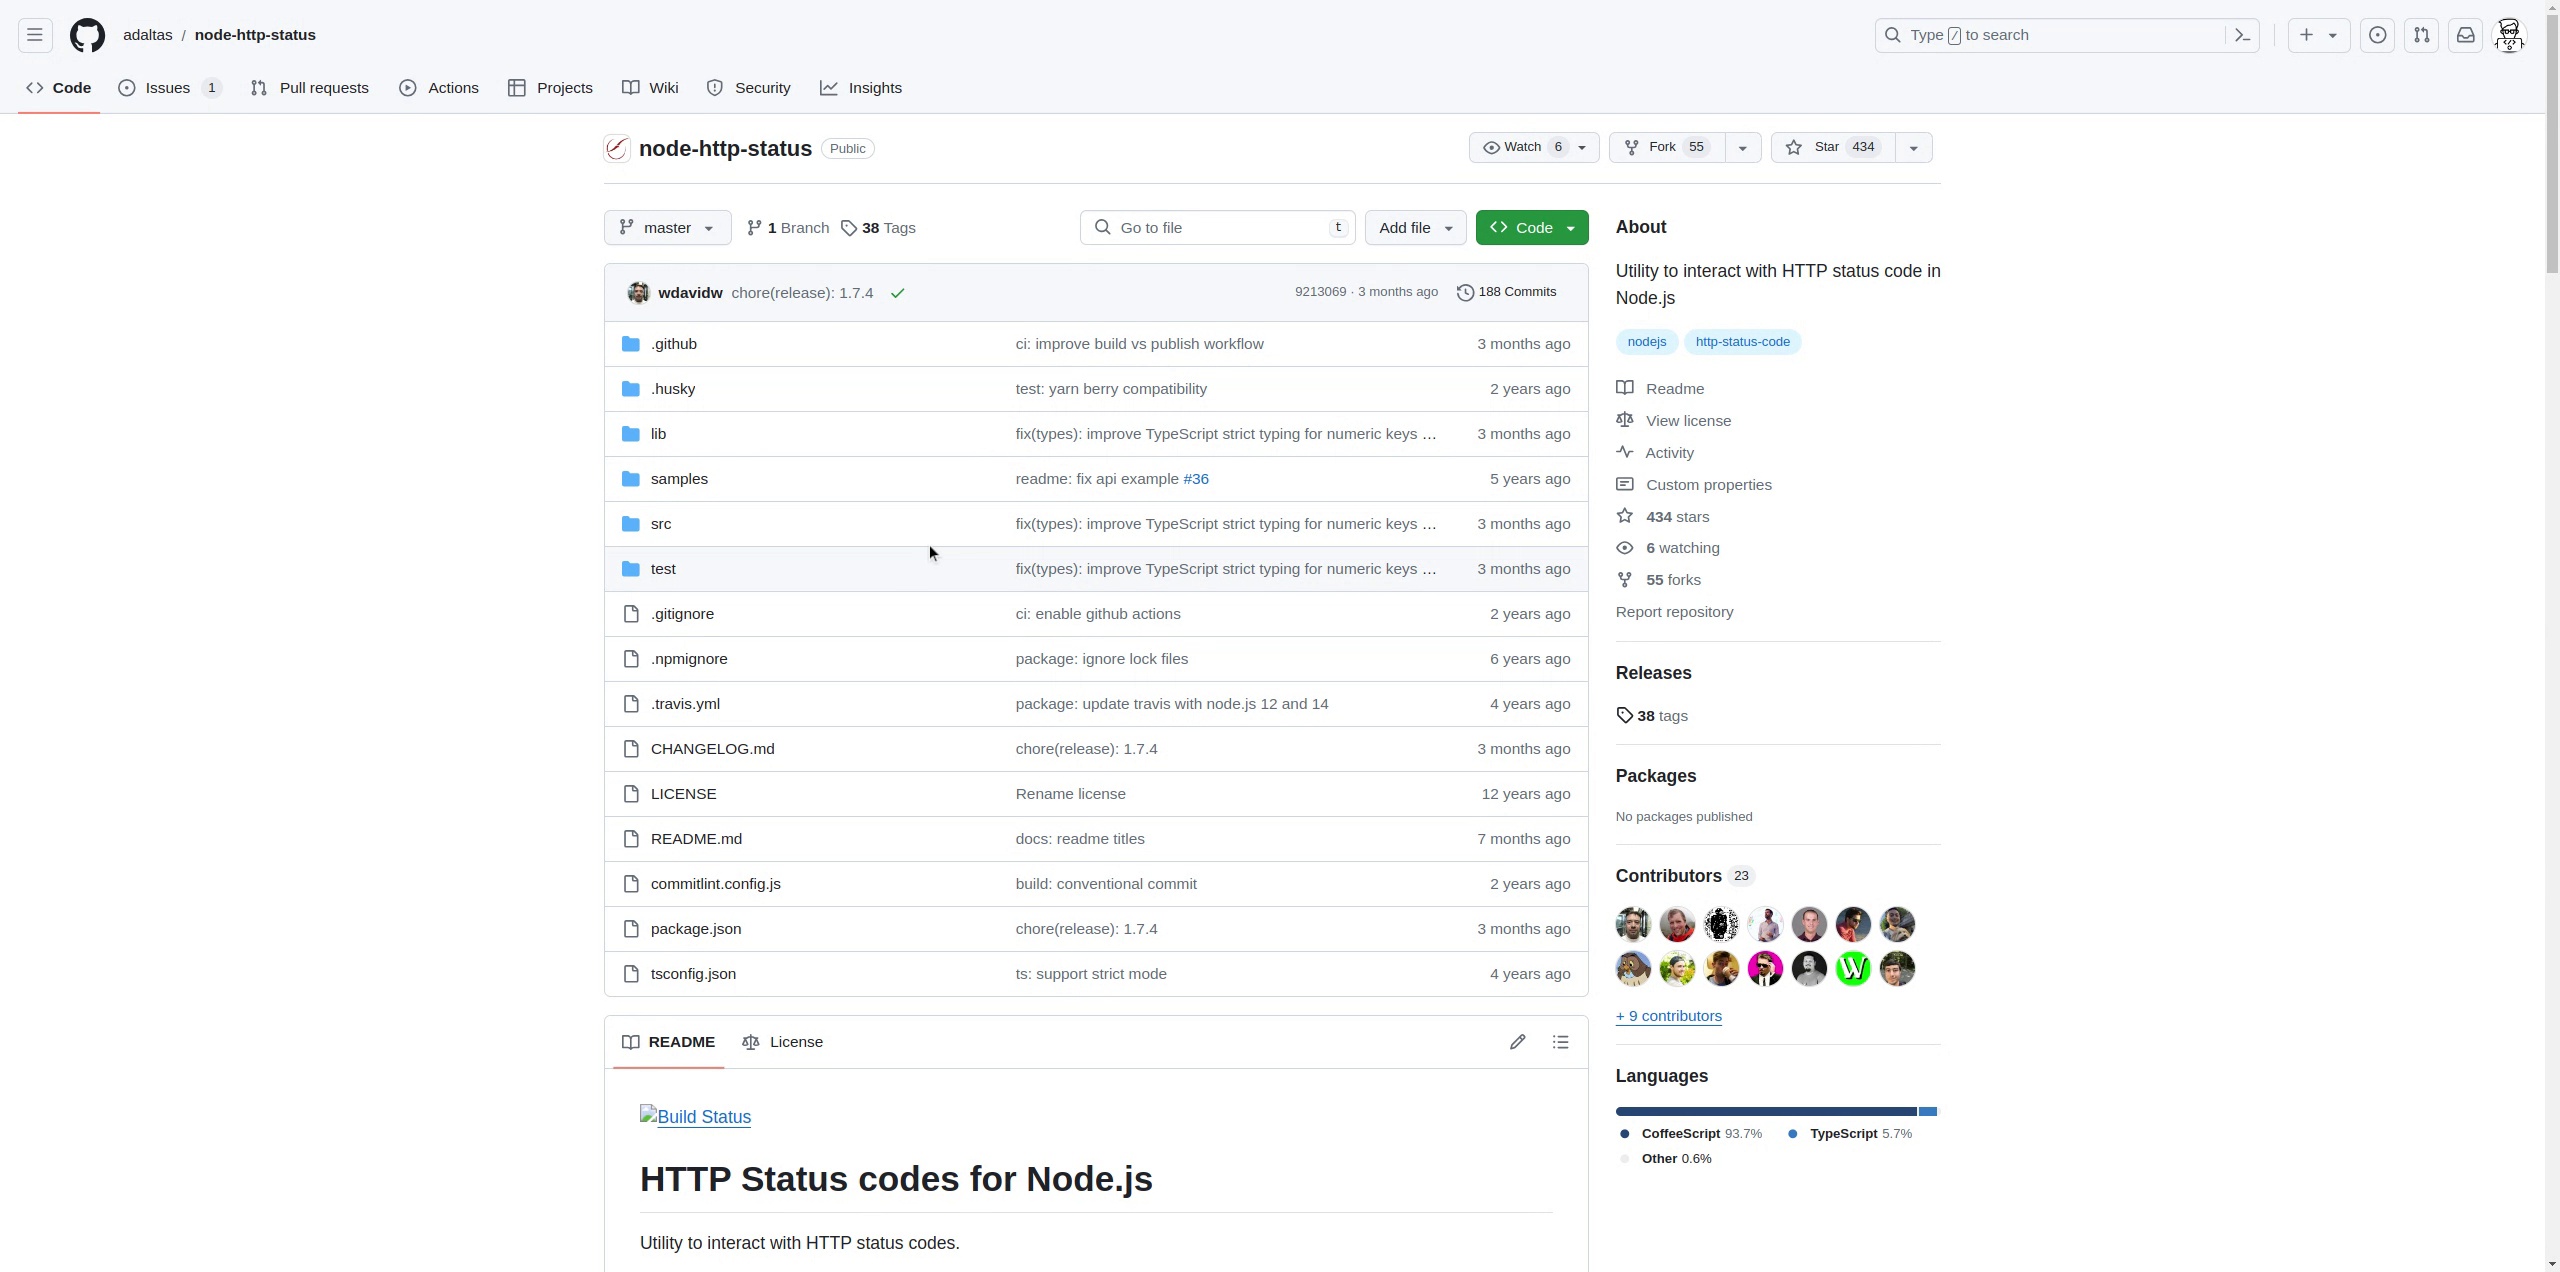 adaltas / node-http-status
Type / to search
Code
Issues 1
Pull requests
Actions
Projects
Wiki
Security
Insights
node-http-status Public
Watch 6
Fork 55
Star 434
master
1 Branch
38 Tags
Go to file t
Add file
Code
wdavidw chore(release): 1.7.4
9213069 · 3 months ago
188 Commits
.github ci: improve build vs publish workflow 3 months ago
.husky test: yarn berry compatibility 2 years ago
lib fix(types): improve TypeScript strict typing for numeric keys … 3 months ago
samples readme: fix api example #36 5 years ago
src fix(types): improve TypeScript strict typing for numeric keys … 3 months ago
test fix(types): improve TypeScript strict typing for numeric keys … 3 months ago
.gitignore ci: enable github actions 2 years ago
.npmignore package: ignore lock files 6 years ago
.travis.yml package: update travis with node.js 12 and 14 4 years ago
CHANGELOG.md chore(release): 1.7.4 3 months ago
LICENSE Rename license 12 years ago
README.md docs: readme titles 7 months ago
commitlint.config.js build: conventional commit 2 years ago
package.json chore(release): 1.7.4 3 months ago
tsconfig.json ts: support strict mode 4 years ago
README
License
Build Status
HTTP Status codes for Node.js
Utility to interact with HTTP status codes.
About
Utility to interact with HTTP status code in
Node.js
nodejs http-status-code
Readme
View license
Activity
Custom properties
434 stars
6 watching
55 forks
Report repository
Releases
38 tags
Packages
No packages published
Contributors 23
W
+ 9 contributors
Languages
CoffeeScript 93.7% TypeScript 5.7%
Other 0.6%